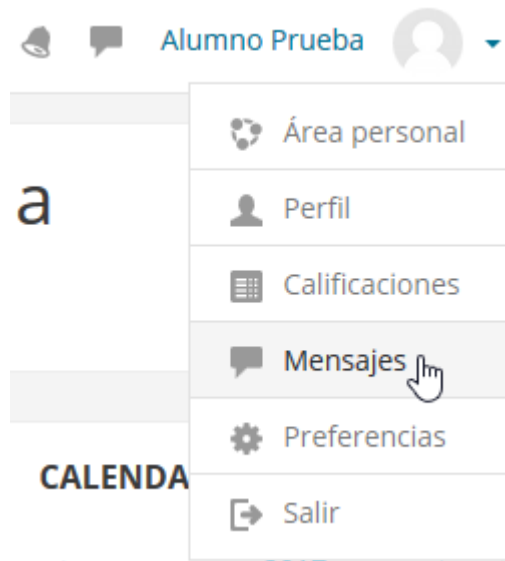 Alumno Prueba
Área personal
a
Perfil
Calificaciones
Mensajes
Preferencias
CALENDA
Salir